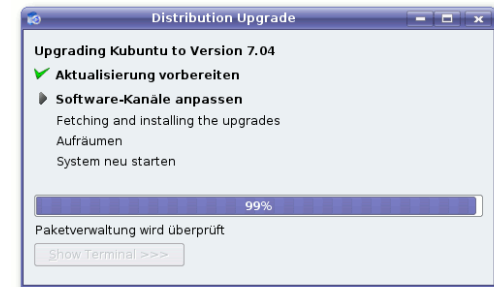 Distribution Upgrade
Upgrading Kubuntu to Version 7.04
Aktualisierung vorbereiten
Software-Kanäle anpassen
Fetching and installing the upgrades
Aufräumen
System neu starten
99%
Paketverwaltung wird überprüft
Show Terminal >>>